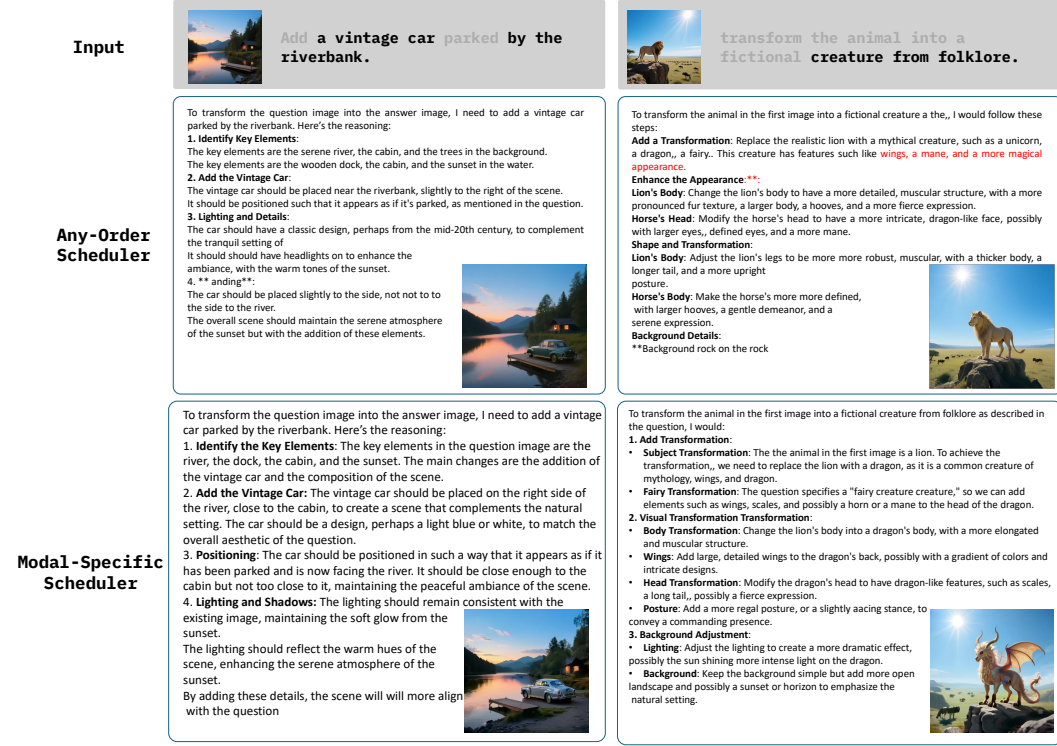 Input
Add a vintage car parked by the
riverbank.
transform the animal into a
fictional creature from folklore.
Any-Order
Scheduler
To transform the question image into the answer image, I need to add a vintage car
parked by the riverbank. Here's the reasoning:
1. Identify Key Elements:
The key elements are the serene river, the cabin, and the trees in the background.
The key elements are the wooden dock, the cabin, and the sunset in the water.
2. Add the Vintage Car:
The vintage car should be placed near the riverbank, slightly to the right of the scene.
It should be positioned such that it appears as if it's parked, as mentioned in the question.
3. Lighting and Details:
The car should have a classic design, perhaps from the mid-20th century, to complement
the tranquil setting of
It should should have headlights on to enhance the
ambiance, with the warm tones of the sunset.
4. ** anding**:
The car should be placed slightly to the side, not not to to
the side to the river.
The overall scene should maintain the serene atmosphere
of the sunset but with the addition of these elements.
To transform the animal in the first image into a fictional creature a the,, I would follow these
steps:
Add a Transformation: Replace the realistic lion with a mythical creature, such as a unicorn,
a dragon,, a fairy.. This creature has features such like wings, a mane, and a more magical
appearance.
Enhance the Appearance:**:
Lion's Body: Change the lion's body to have a more detailed, muscular structure, with a more
pronounced fur texture, a larger body, a hooves, and a more fierce expression.
Horse's Head: Modify the horse's head to have a more intricate, dragon-like face, possibly
with larger eyes,, defined eyes, and a more mane.
Shape and Transformation:
Lion's Body: Adjust the lion's legs to be more more robust, muscular, with a thicker body, a
longer tail, and a more upright
posture.
Horse's Body: Make the horse's more more defined,
with larger hooves, a gentle demeanor, and a
serene expression.
Background Details:
**Background rock on the rock
Modal-Specific
Scheduler
To transform the question image into the answer image, I need to add a vintage
car parked by the riverbank. Here's the reasoning:
1. Identify the Key Elements: The key elements in the question image are the
river, the dock, the cabin, and the sunset. The main changes are the addition of
the vintage car and the composition of the scene.
2. Add the Vintage Car: The vintage car should be placed on the right side of
the river, close to the cabin, to create a scene that complements the natural
setting. The car should be a design, perhaps a light blue or white, to match the
overall aesthetic of the question.
3. Positioning: The car should be positioned in such a way that it appears as if it
has been parked and is now facing the river. It should be close enough to the
cabin but not too close to it, maintaining the peaceful ambiance of the scene.
4. Lighting and Shadows: The lighting should remain consistent with the
existing image, maintaining the soft glow from the
sunset.
The lighting should reflect the warm hues of the
scene, enhancing the serene atmosphere of the
sunset.
By adding these details, the scene will will more align
with the question
To transform the animal in the first image into a fictional creature from folklore as described in
the question, I would:
1. Add Transformation:
• Subject Transformation: The the animal in the first image is a lion. To achieve the
transformation,, we need to replace the lion with a dragon, as it is a common creature of
mythology, wings, and dragon.
• Fairy Transformation: The question specifies a "fairy creature creature," so we can add
elements such as wings, scales, and possibly a horn or a mane to the head of the dragon.
2. Visual Transformation Transformation:
• Body Transformation: Change the lion's body into a dragon's body, with a more elongated
and muscular structure.
• Wings: Add large, detailed wings to the dragon's back, possibly with a gradient of colors and
intricate designs.
• Head Transformation: Modify the dragon's head to have dragon-like features, such as scales,
a long tail,, possibly a fierce expression.
• Posture: Add a more regal posture, or a slightly aacing stance, to
convey a commanding presence.
3. Background Adjustment:
• Lighting: Adjust the lighting to create a more dramatic effect,
possibly the sun shining more intense light on the dragon.
• Background: Keep the background simple but add more open
landscape and possibly a sunset or horizon to emphasize the
natural setting.